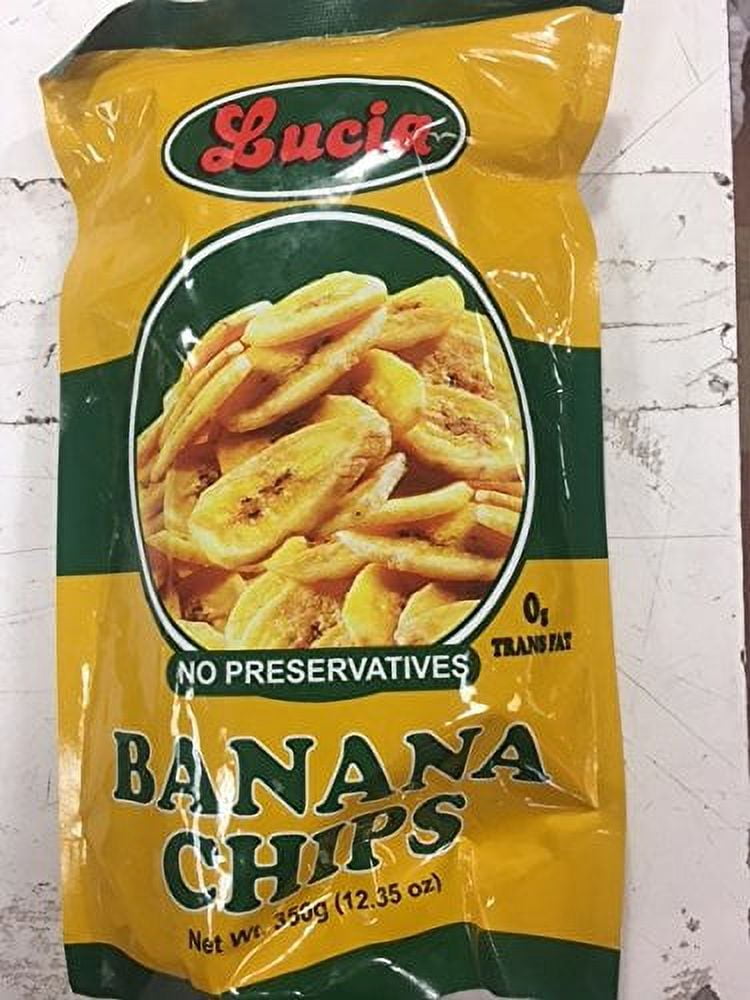 Lucia
0g
TRANS FAT
NO PRESERVATIVES
BANANA
CHIPS
Net wt. 350g (12.35 oz)